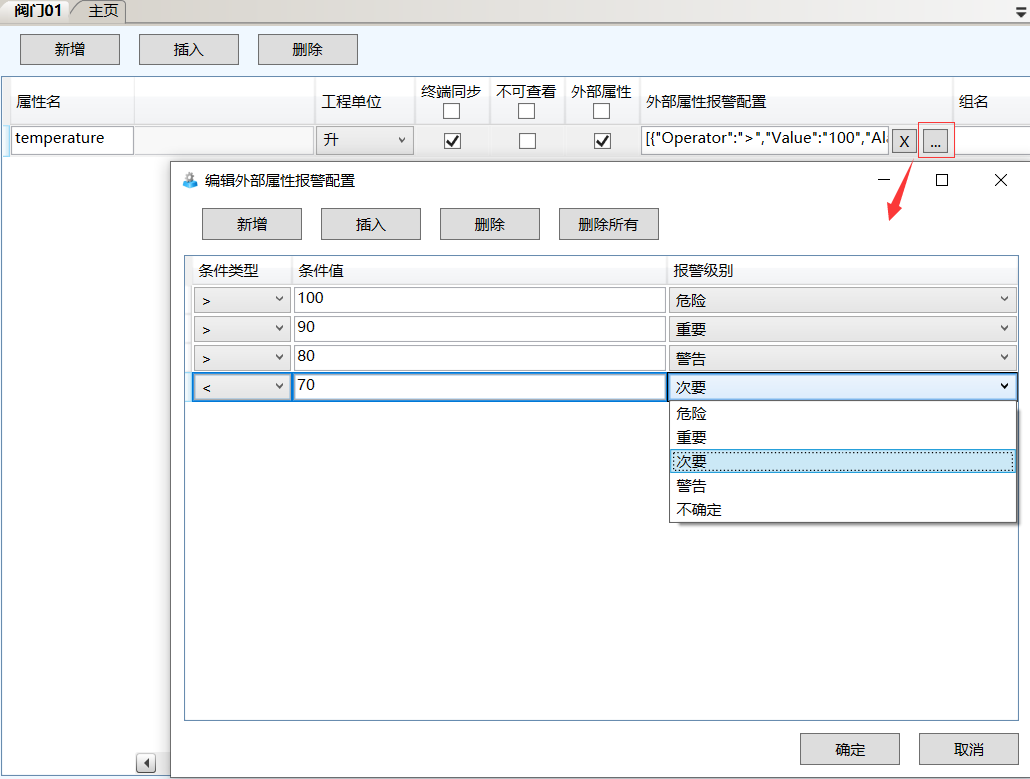 阀门01 主页
新增 插入 删除
属性名 工程单位 终端同步 不可查看 外部属性 外部属性报警配置 组名
temperature 升 [{"Operator":">","Value":"100","Al X ...
编辑外部属性报警配置
新增 插入 删除 删除所有
条件类型 条件值 报警级别
> 100 危险
> 90 重要
> 80 警告
< 70 次要
危险
重要
次要
警告
不确定
确定 取消